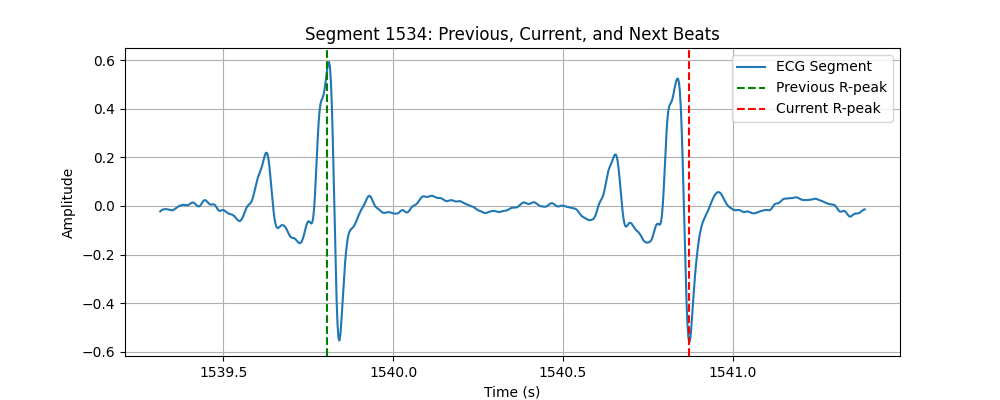 Segment 1534: Previous, Current, and Next Beats
ECG Segment
Previous R-peak
Current R-peak
Amplitude
0.6
0.4
0.2
0.0
−0.2
−0.4
−0.6
1539.5
1540.0
1540.5
1541.0
Time (s)